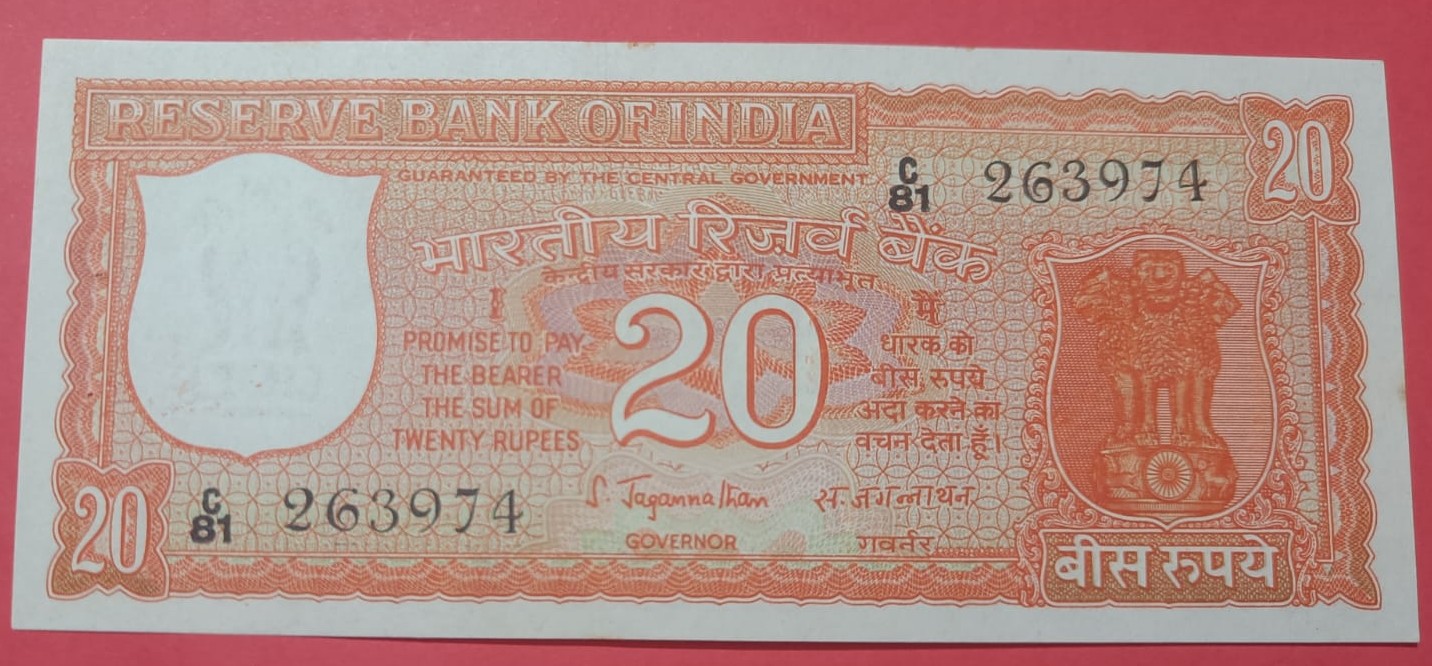 RESERVE BANK OF INDIA
20
GUARANTEED BY THE CENTRAL GOVERNMENT
C
81 263974
भारतीय रिज़र्व बैंक
केन्द्रीय सरकार द्वारा प्रत्याभूत
I
PROMISE TO PAY
THE BEARER
THE SUM OF
TWENTY RUPEES
20
मैं
धारक को
बीस रुपये
अदा करने का
वचन देता हूँ।
S. Jagannathan
स. जगन्नाथन
GOVERNOR
गवर्नर
20
C
81 263974
बीस रुपये